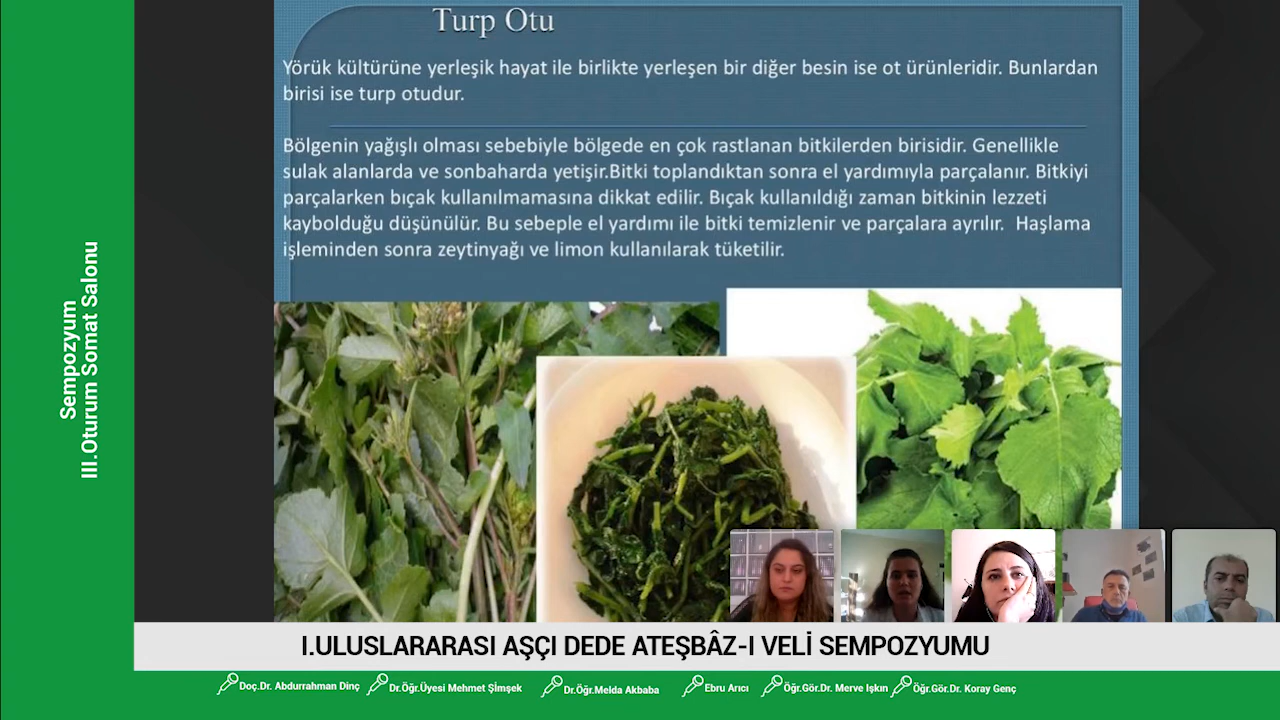 Turp Otu
Yörük kültürüne yerleşik hayat ile birlikte yerleşen bir diğer besin ise ot ürünleridir. Bunlardan
birisi ise turp otudur.
Bölgenin yağışlı olması sebebiyle bölgede en çok rastlanan bitkilerden birisidir. Genellikle
sulak alanlarda ve sonbaharda yetişir.Bitki toplandıktan sonra el yardımıyla parçalanır. Bitkiyi
parçalarken bıçak kullanılmamasına dikkat edilir. Bıçak kullanıldığı zaman bitkinin lezzeti
kaybolduğu düşünülür. Bu sebeple el yardımı ile bitki temizlenir ve parçalara ayrılır. Haşlama
işleminden sonra zeytinyağı ve limon kullanılarak tüketilir.
Sempozyum
III.Oturum Somat Salonu
I.ULUSLARARASI AŞÇI DEDE ATEŞBÂZ-I VELİ SEMPOZYUMU
Doç.Dr. Abdurrahman Dinç
Dr.Öğr.Üyesi Mehmet Şİmşek
Dr.Öğr.Melda Akbaba
Ebru Arıcı
Öğr.Gör.Dr. Merve Işkın
Öğr.Gör.Dr. Koray Genç